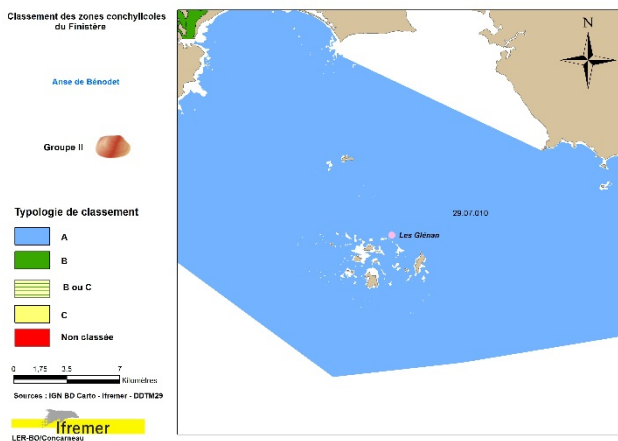 Classement des zones conchylicoles
du Finistère
Anse de Bénodet
Groupe II
Typologie de classement
A
B
B ou C
C
Non classée
0 1,75 3,5 7
Kilomètres
Sources : IGN BD Carto - Ifremer - DDTM29
Ifremer
LER-BO/Concarneau
N
29.07.010
Les Glénan